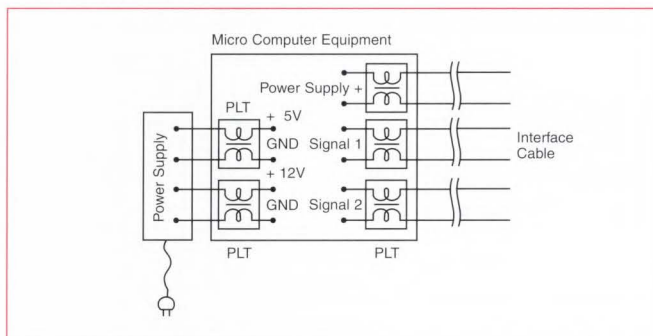 Micro Computer Equipment
Power Supply +
PLT
+ 5V
GND
Signal 1
Interface
Cable
Power Supply
+ 12V
GND
Signal 2
PLT
PLT